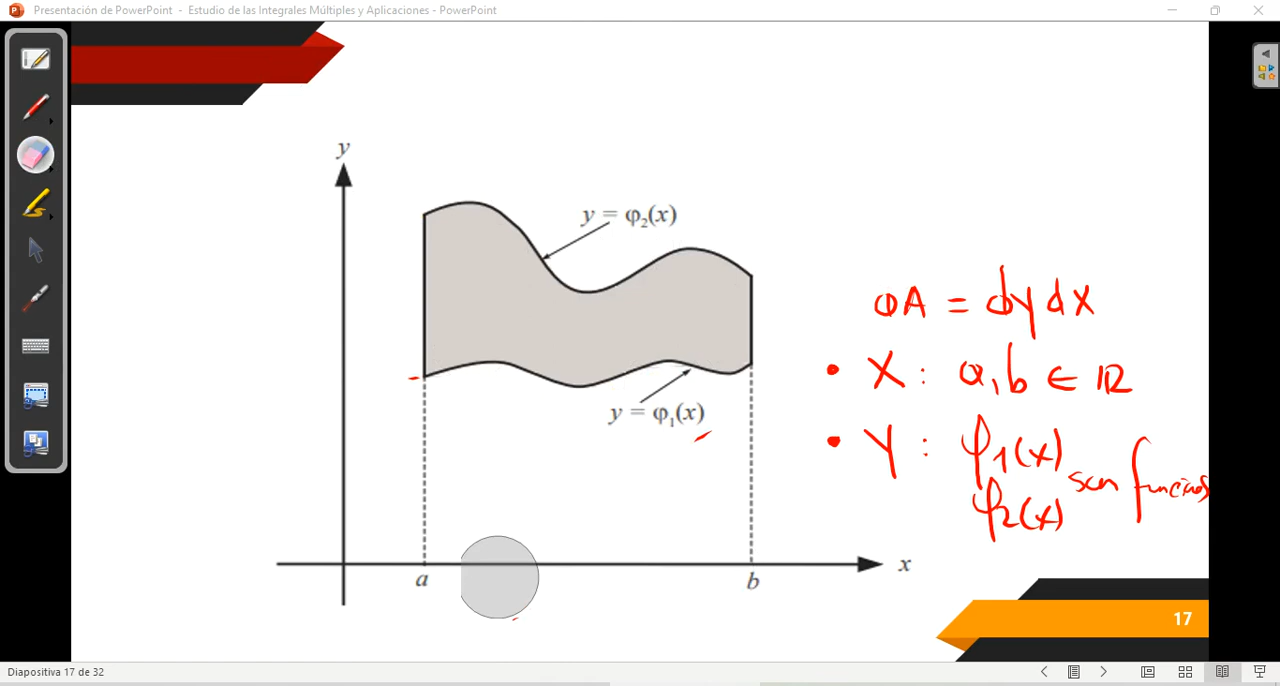 Presentación de PowerPoint - Estudio de las Integrales Múltiples y Aplicaciones - PowerPoint
y
y = φ₂(x)
dA = dy dx
• X : a, b ∈ ℝ
y = φ₁(x)
• Y : φ1(x)
φ2(x)
son funciones
a
b
x
17
Diapositiva 17 de 32